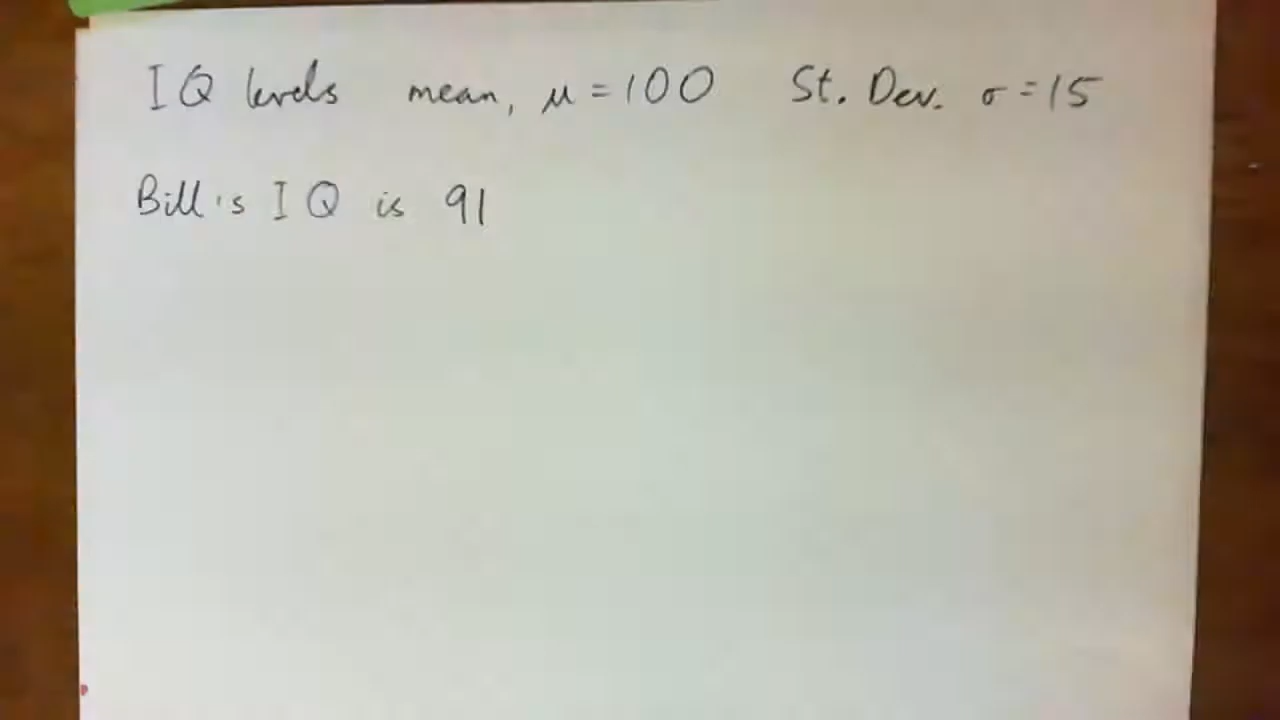 IQ levels mean, μ = 100 St. Dev. σ = 15
Bill's IQ is 91